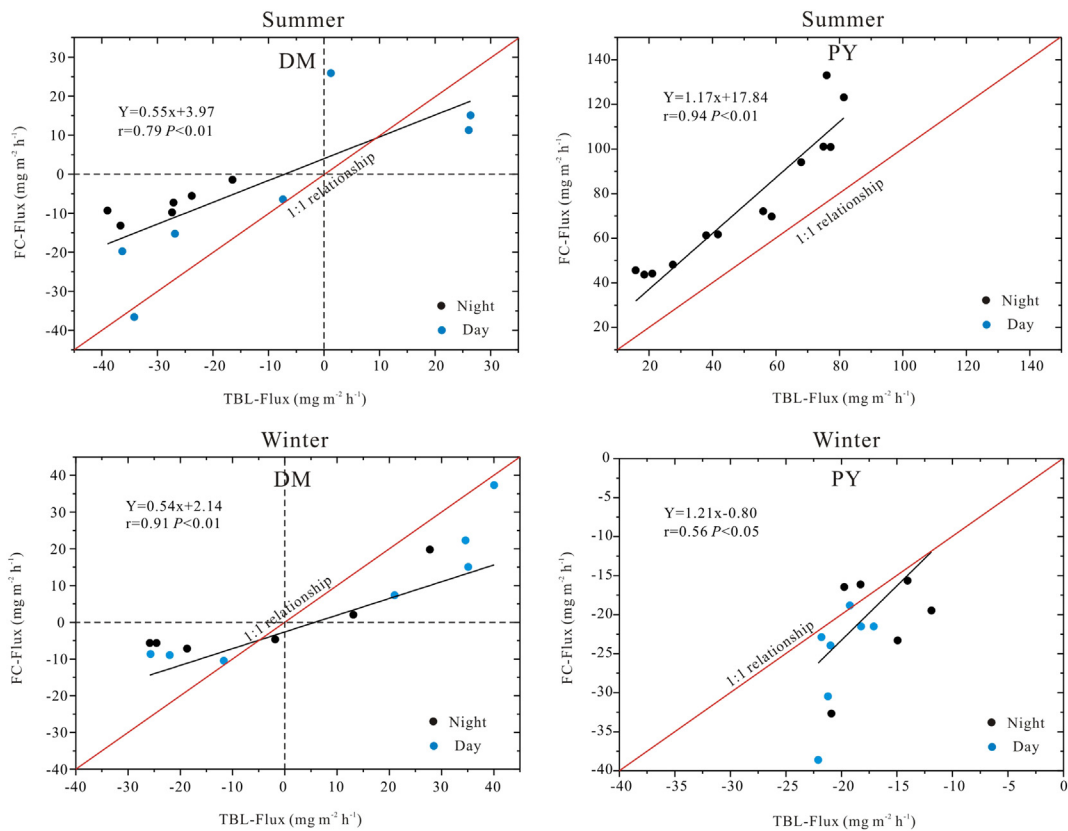 Summer
DM
Y=0.55x+3.97
r=0.79 P<0.01
1:1 relationship
Night
Day
30
20
10
0
-10
-20
-30
-40
-40
-30
-20
-10
0
10
20
30
FC-Flux (mg m⁻² h⁻¹)
TBL-Flux (mg m⁻² h⁻¹)
Summer
PY
Y=1.17x+17.84
r=0.94 P<0.01
1:1 relationship
Night
Day
140
120
100
80
60
40
20
20
40
60
80
100
120
140
FC-Flux (mg m⁻² h⁻¹)
TBL-Flux (mg m⁻² h⁻¹)
Winter
DM
Y=0.54x+2.14
r=0.91 P<0.01
1:1 relationship
Night
Day
40
30
20
10
0
-10
-20
-30
-40
-40
-30
-20
-10
0
10
20
30
40
FC-Flux (mg m⁻² h⁻¹)
TBL-Flux (mg m⁻² h⁻¹)
Winter
PY
Y=1.21x-0.80
r=0.56 P<0.05
1:1 relationship
Night
Day
0
-5
-10
-15
-20
-25
-30
-35
-40
-40
-35
-30
-25
-20
-15
-10
-5
0
FC-Flux (mg m⁻² h⁻¹)
TBL-Flux (mg m⁻² h⁻¹)